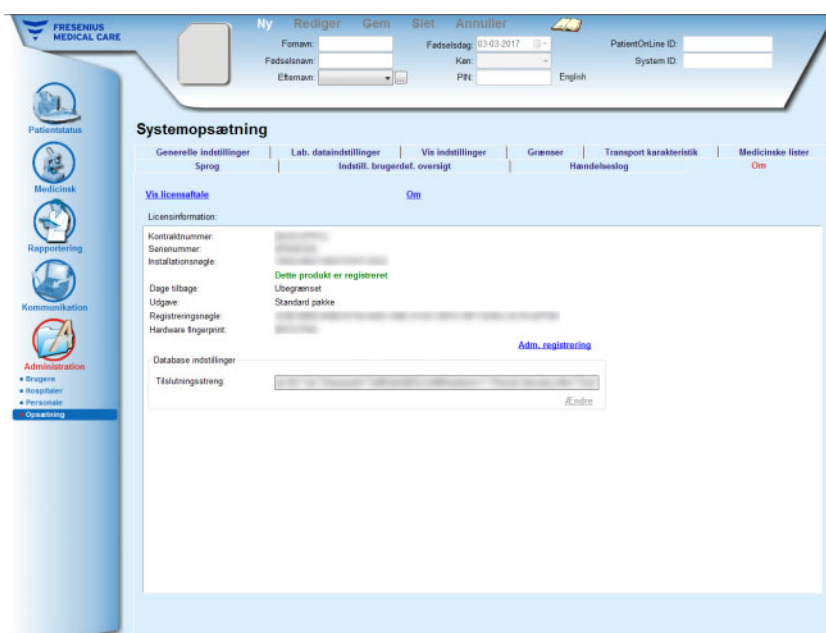 FRESENIUS
MEDICAL CARE
Ny Rediger Gem Slet Annuller
Fornavn: Fødselsdag: 03-03-2017 PatientOnLine ID:
Fødselsnavn: Køn: System ID:
Efternavn: ... PIN: English
Patientstatus
Medicinsk
Rapportering
Kommunikation
Administration
Brugere
Hospitaler
Personale
Opsætning
Systemopsætning
Generelle indstillinger Lab. dataindstillinger Vis indstillinger Grænser Transport karakteristik Medicinske lister
Sprog Indstill. brugerdef. oversigt Hændelseslog Om
Vis licensaftale Om
Licensinformation:
Kontraktnummer:
Serienummer:
Installationsnøgle:
Dette produkt er registreret
Dage tilbage: Ubegrænset
Udgave: Standard pakke
Registreringsnøgle:
Hardware fingerprint:
Adm. registrering
Database indstillinger
Tilslutningsstreng:
Ændre